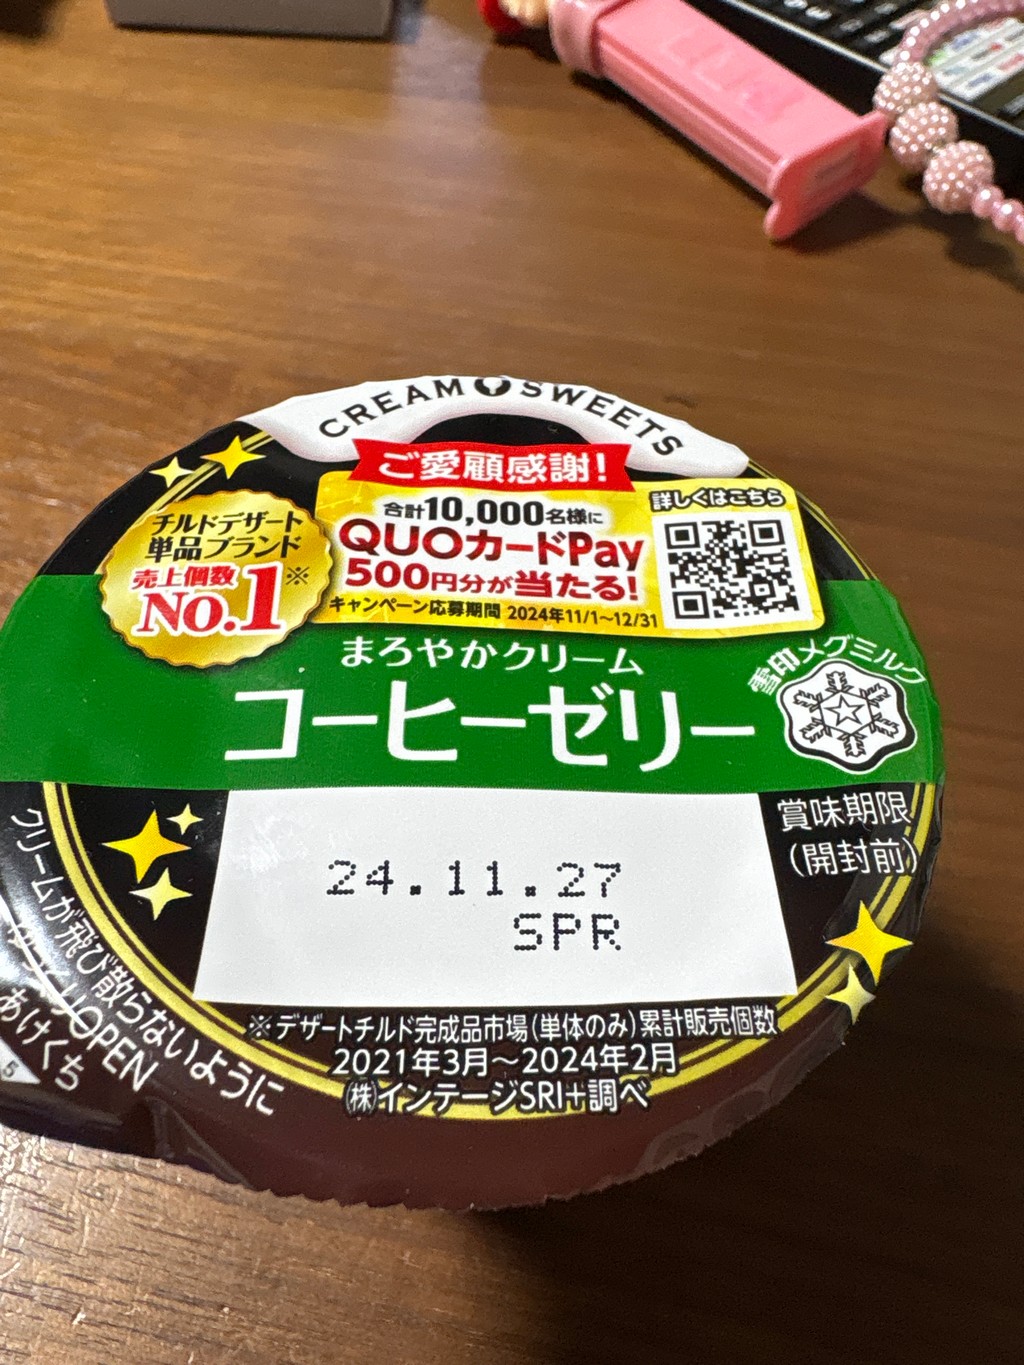 CREAM SWEETS
ご愛顧感謝!
合計10,000名様に
QUOカードPay
500円分が当たる!
キャンペーン応募期間 2024年11/1~12/31
詳しくはこちら
チルドデザート
単品ブランド
売上個数
No.1※
まろやかクリーム
コーヒーゼリー
雪印メグミルク
賞味期限
(開封前)
24.11.27
SPR
※デザートチルド完成品市場(単体のみ)累計販売個数
2021年3月~2024年2月
㈱インテージSRI+調べ
クリームが飛び散らないように
OPEN
あけくち
5